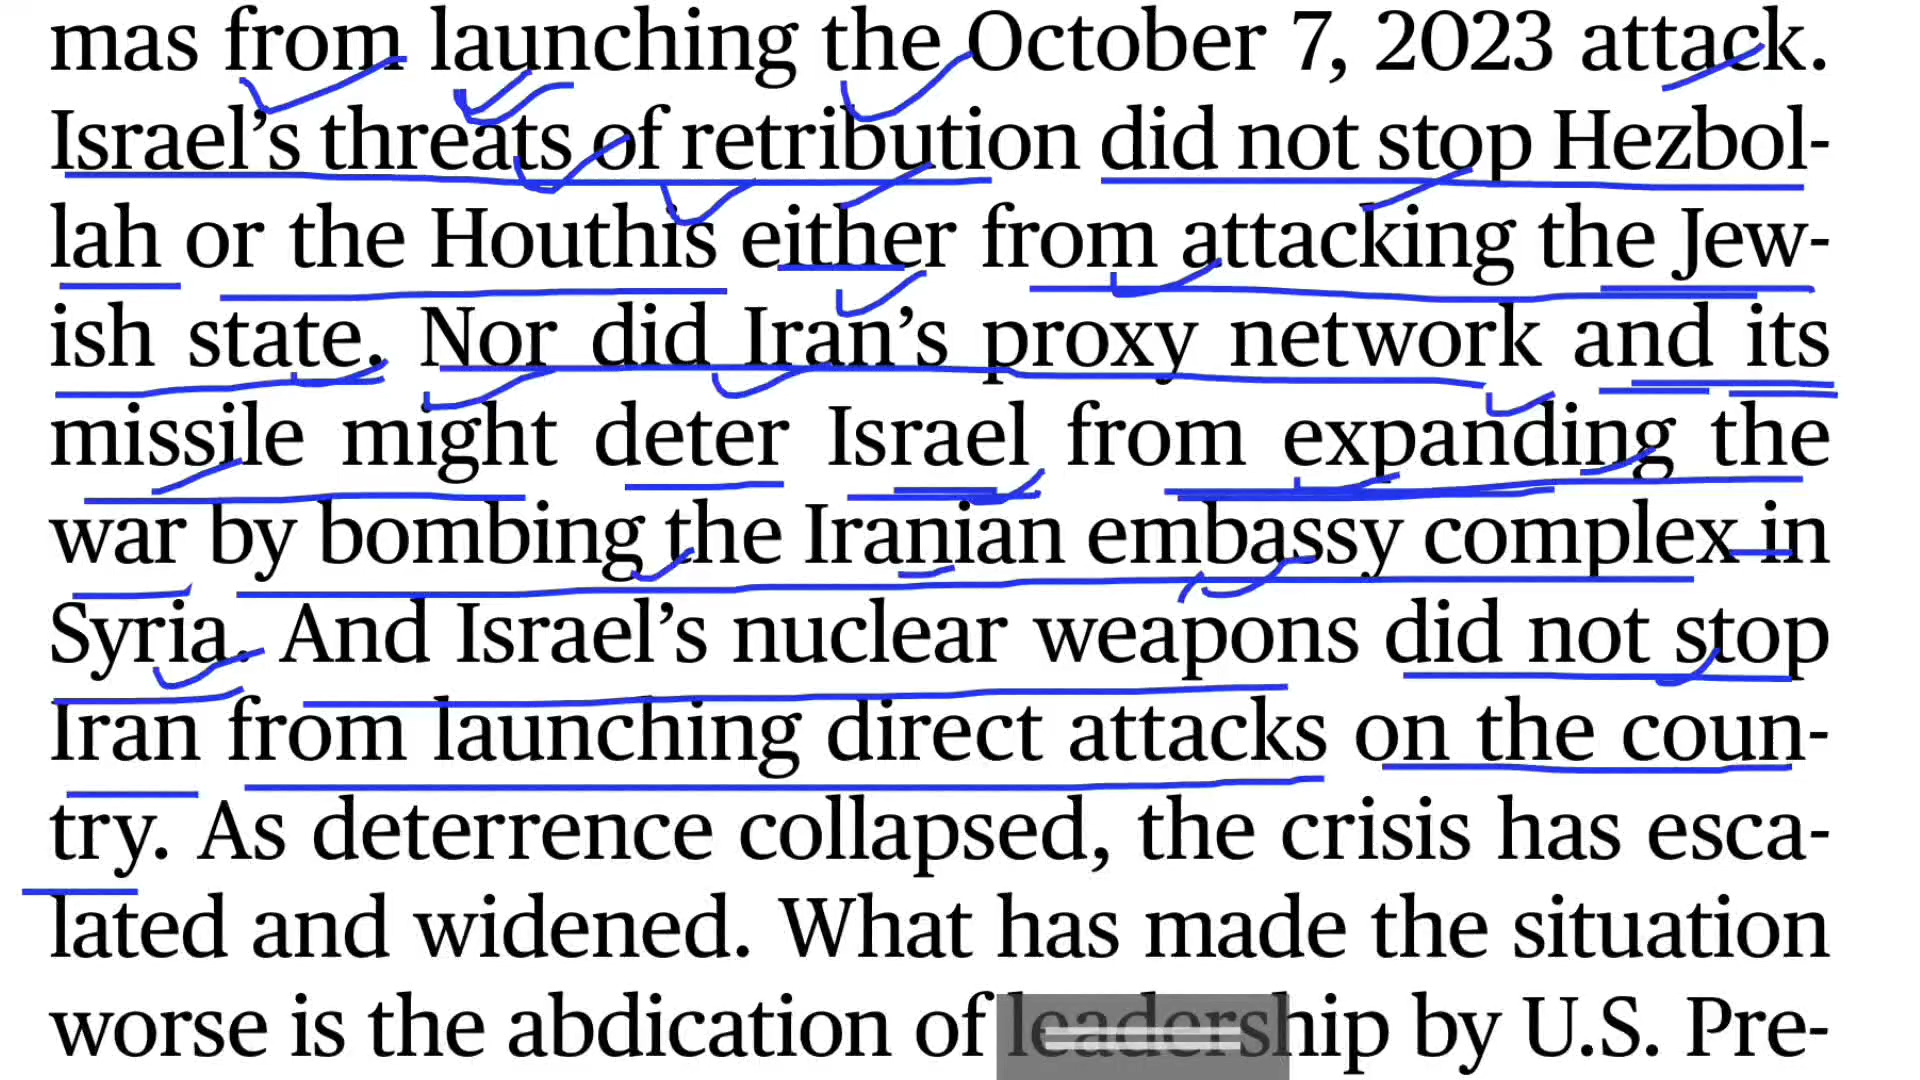 mas from launching the October 7, 2023 attack.
Israel’s threats of retribution did not stop Hezbol-
lah or the Houthis either from attacking the Jew-
ish state. Nor did Iran’s proxy network and its
missile might deter Israel from expanding the
war by bombing the Iranian embassy complex in
Syria. And Israel’s nuclear weapons did not stop
Iran from launching direct attacks on the coun-
try. As deterrence collapsed, the crisis has esca-
lated and widened. What has made the situation
worse is the abdication of leadership by U.S. Pre-